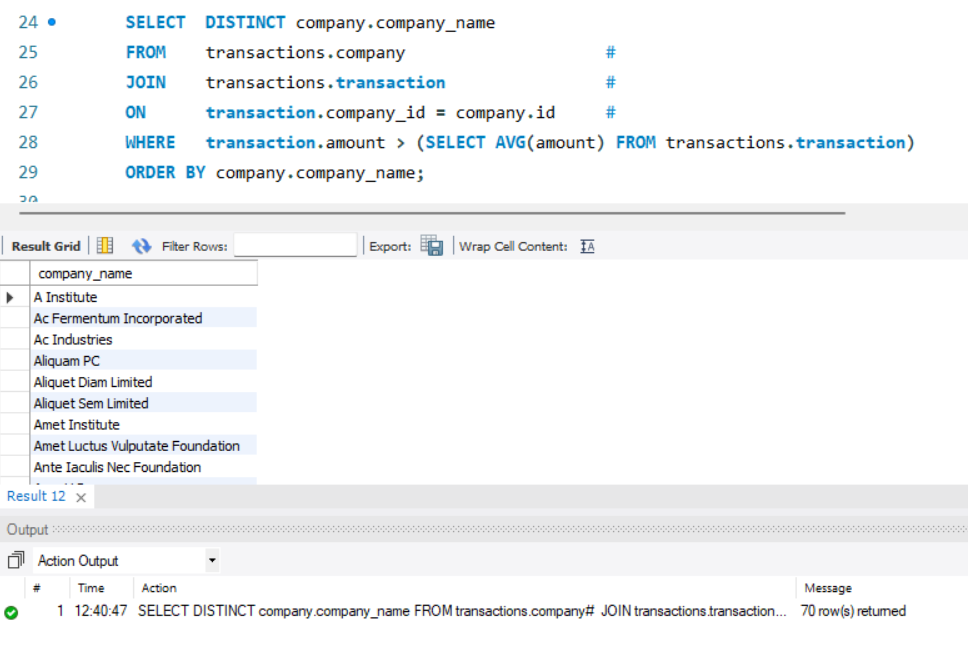 24 SELECT DISTINCT company.company_name
25 FROM transactions.company #
26 JOIN transactions.transaction #
27 ON transaction.company_id = company.id #
28 WHERE transaction.amount > (SELECT AVG(amount) FROM transactions.transaction)
29 ORDER BY company.company_name;
30
Result Grid Filter Rows: Export: Wrap Cell Content: IA
company_name
A Institute
Ac Fermentum Incorporated
Ac Industries
Aliquam PC
Aliquet Diam Limited
Aliquet Sem Limited
Amet Institute
Amet Luctus Vulputate Foundation
Ante Iaculis Nec Foundation
Result 12 ×
Output
Action Output
# Time Action Message
1 12:40:47 SELECT DISTINCT company.company_name FROM transactions.company# JOIN transactions.transaction... 70 row(s) returned